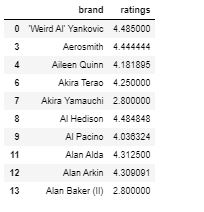 brand ratings
0 'Weird Al' Yankovic 4.485000
3 Aerosmith 4.444444
4 Aileen Quinn 4.181895
6 Akira Terao 4.250000
7 Akira Yamauchi 2.800000
8 Al Hedison 4.484848
9 Al Pacino 4.036324
11 Alan Alda 4.312500
12 Alan Arkin 4.309091
13 Alan Baker (II) 2.800000